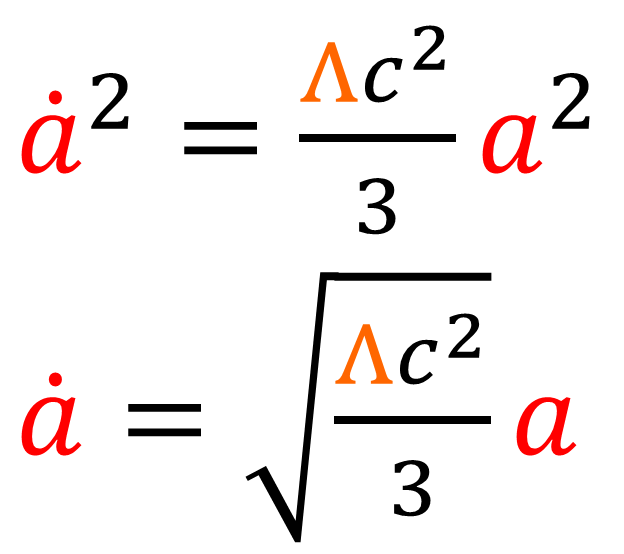 ȧ² = Λc²/3 a²
ȧ = √(Λc²/3) a